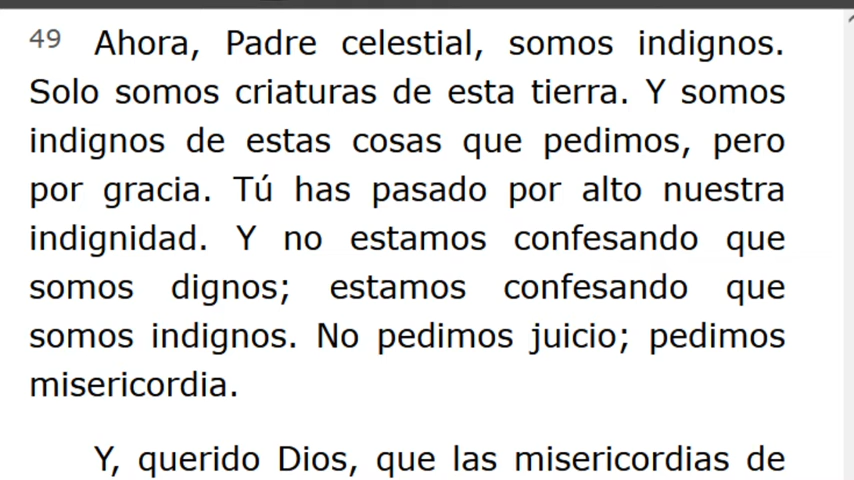 49 Ahora, Padre celestial, somos indignos.
Solo somos criaturas de esta tierra. Y somos
indignos de estas cosas que pedimos, pero
por gracia. Tú has pasado por alto nuestra
indignidad. Y no estamos confesando que
somos dignos; estamos confesando que
somos indignos. No pedimos juicio; pedimos
misericordia.
Y, querido Dios, que las misericordias de